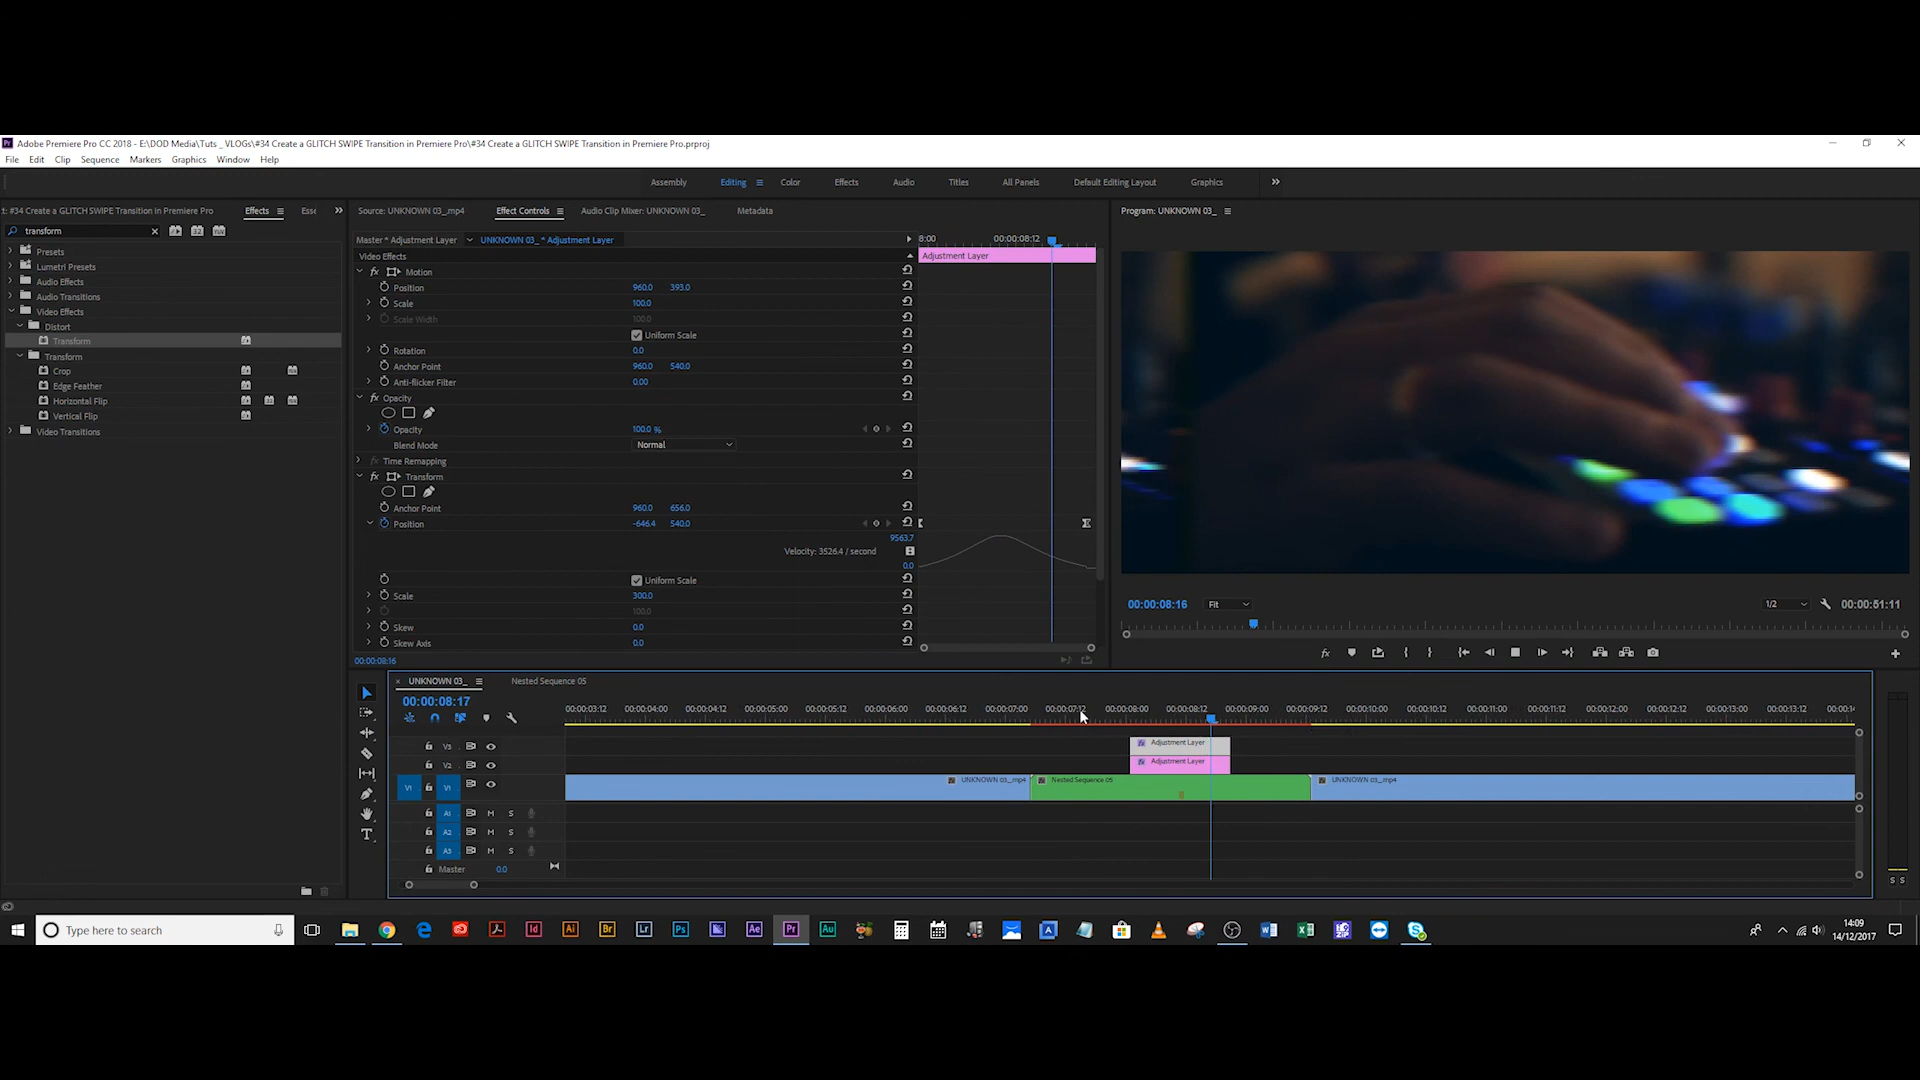 Adobe Premiere Pro CC 2018 - E:\DOD Media\Tuts _ VLOGs\#34 Create a GLITCH SWIPE Transition in Premiere Pro\#34 Create a GLITCH SWIPE Transition in Premiere Pro.prproj
File Edit Clip Sequence Markers Graphics Window Help
Assembly Editing Color Effects Audio Titles All Panels Default Editing Layout Graphics
t: #34 Create a GLITCH SWIPE Transition in Premiere Pro Effects Esse
Source: UNKNOWN 03_.mp4 Effect Controls Audio Clip Mixer: UNKNOWN 03_ Metadata
Program: UNKNOWN 03_
transform
Presets
Lumetri Presets
Audio Effects
Audio Transitions
Video Effects
Distort
Transform
Transform
Crop
Edge Feather
Horizontal Flip
Vertical Flip
Video Transitions
Master * Adjustment Layer UNKNOWN 03_ * Adjustment Layer
8:00 00:00:08:12
Video Effects
Adjustment Layer
fx Motion
Position 960.0 393.0
Scale 100.0
Scale Width 100.0
Uniform Scale
Rotation 0.0
Anchor Point 960.0 540.0
Anti-flicker Filter 0.00
fx Opacity
Opacity 100.0 %
Blend Mode Normal
fx Time Remapping
fx Transform
Anchor Point 960.0 656.0
Position -646.4 540.0
9563.7
Velocity: 3526.4 / second
0.0
Uniform Scale
Scale 300.0
100.0
Skew 0.0
Skew Axis 0.0
00:00:08:16
00:00:08:16 Fit 1/2 00:00:51:11
fx
UNKNOWN 03_ Nested Sequence 05
00:00:08:17
00:00:03:12 00:00:04:00 00:00:04:12 00:00:05:00 00:00:05:12 00:00:06:00 00:00:06:12 00:00:07:00 00:00:07:12 00:00:08:00 00:00:08:12 00:00:09:00 00:00:09:12 00:00:10:00 00:00:10:12 00:00:11:00 00:00:11:12 00:00:12:00 00:00:12:12 00:00:13:00 00:00:13:12 00:00:14
V3 Adjustment Layer
V2 Adjustment Layer
V1 V1 UNKNOWN 03_.mp4 Nested Sequence 05 UNKNOWN 03_.mp4
A1 M S
A2 M S
A3 M S
Master 0.0
S S
T
Type here to search
Id Ai Br Lr Ps Ae Pr Au
14:09
14/12/2017